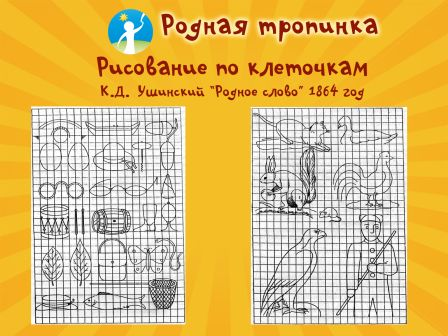 Родная тропинка
Рисование по клеточкам
К.Д. Ушинский "Родное слово" 1864 год